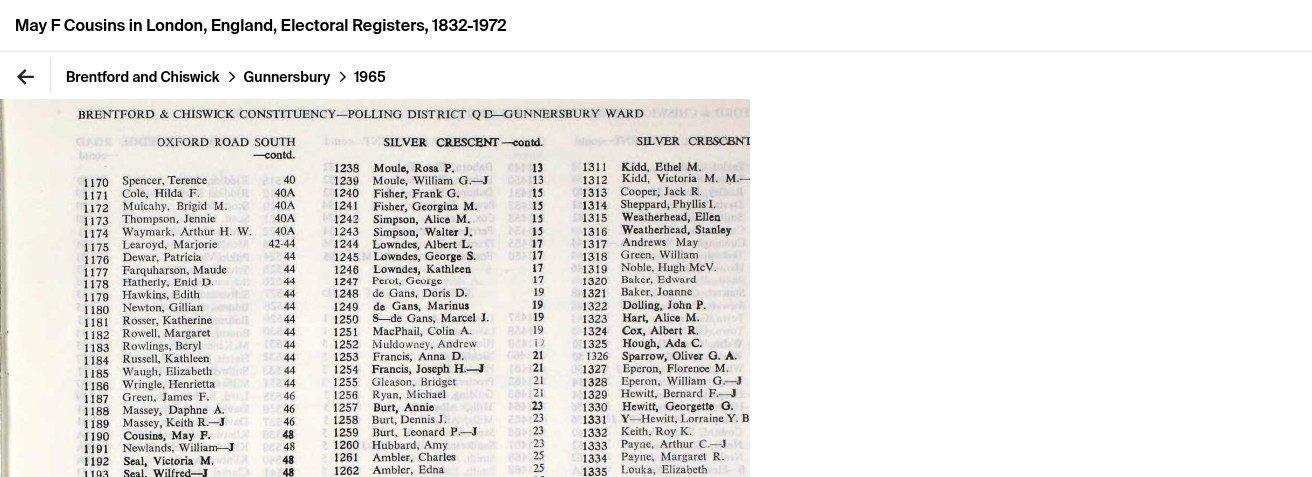 May F Cousins in London, England, Electoral Registers, 1832-1972
Brentford and Chiswick > Gunnersbury > 1965
BRENTFORD & CHISWICK CONSTITUENCY—POLLING DISTRICT Q D—GUNNERSBURY WARD
OXFORD ROAD SOUTH
—contd.
1170 Spencer, Terence 40
1171 Cole, Hilda F. 40A
1172 Mulcahy, Brigid M. 40A
1173 Thompson, Jennie 40A
1174 Waymark, Arthur H. W. 40A
1175 Learoyd, Marjorie 42-44
1176 Dewar, Patricia 44
1177 Farquharson, Maude 44
1178 Hatherly, Enid D. 44
1179 Hawkins, Edith 44
1180 Newton, Gillian 44
1181 Rosser, Katherine 44
1182 Rowell, Margaret 44
1183 Rowlings, Beryl 44
1184 Russell, Kathleen 44
1185 Waugh, Elizabeth 44
1186 Wringle, Henrietta 44
1187 Green, James F. 46
1188 Massey, Daphne A. 46
1189 Massey, Keith R.—J 46
1190 Cousins, May F. 48
1191 Newlands, William—J 48
1192 Seal, Victoria M. 48
1193 Seal, Wilfred—J 48
SILVER CRESCENT—contd.
1238 Moule, Rosa P. 13
1239 Moule, William G.—J 13
1240 Fisher, Frank G. 15
1241 Fisher, Georgina M. 15
1242 Simpson, Alice M. 15
1243 Simpson, Walter J. 15
1244 Lowndes, Albert L. 17
1245 Lowndes, George S. 17
1246 Lowndes, Kathleen 17
1247 Perot, George 17
1248 de Gans, Doris D. 19
1249 de Gans, Marinus 19
1250 S—de Gans, Marcel J. 19
1251 MacPhail, Colin A. 19
1252 Muldowney, Andrew
1253 Francis, Anna D. 21
1254 Francis, Joseph H.—J 21
1255 Gleason, Bridget 21
1256 Ryan, Michael 21
1257 Burt, Annie 23
1258 Burt, Dennis J. 23
1259 Burt, Leonard P.—J 23
1260 Hubbard, Amy 23
1261 Ambler, Charles 25
1262 Ambler, Edna 25
SILVER CRESCENT
1311 Kidd, Ethel M.
1312 Kidd, Victoria M. M.—
1313 Cooper, Jack R.
1314 Sheppard, Phyllis I.
1315 Weatherhead, Ellen
1316 Weatherhead, Stanley
1317 Andrews May
1318 Green, William
1319 Noble, Hugh McV.
1320 Baker, Edward
1321 Baker, Joanne
1322 Dolling, John P.
1323 Hart, Alice M.
1324 Cox, Albert R.
1325 Hough, Ada C.
1326 Sparrow, Oliver G. A.
1327 Eperon, Florence M.
1328 Eperon, William G.—J
1329 Hewitt, Bernard F.—J
1330 Hewitt, Georgette G.
1331 Y—Hewitt, Lorraine Y. B
1332 Keith, Roy K.
1333 Payne, Arthur C.—J
1334 Payne, Margaret R.
1335 Louka, Elizabeth